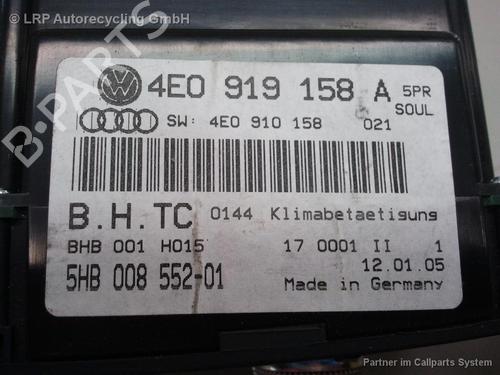 LRP Autorecycling GmbH
B-PARTS
4E0 919 158 A 5PR
SOUL
SW: 4E0 910 158 021
B.H.TC 0144 Klimabetaetigung
BHB 001 H015 17 0001 II 1
5HB 008 552-01 12.01.05
Made in Germany
Partner im Callparts System